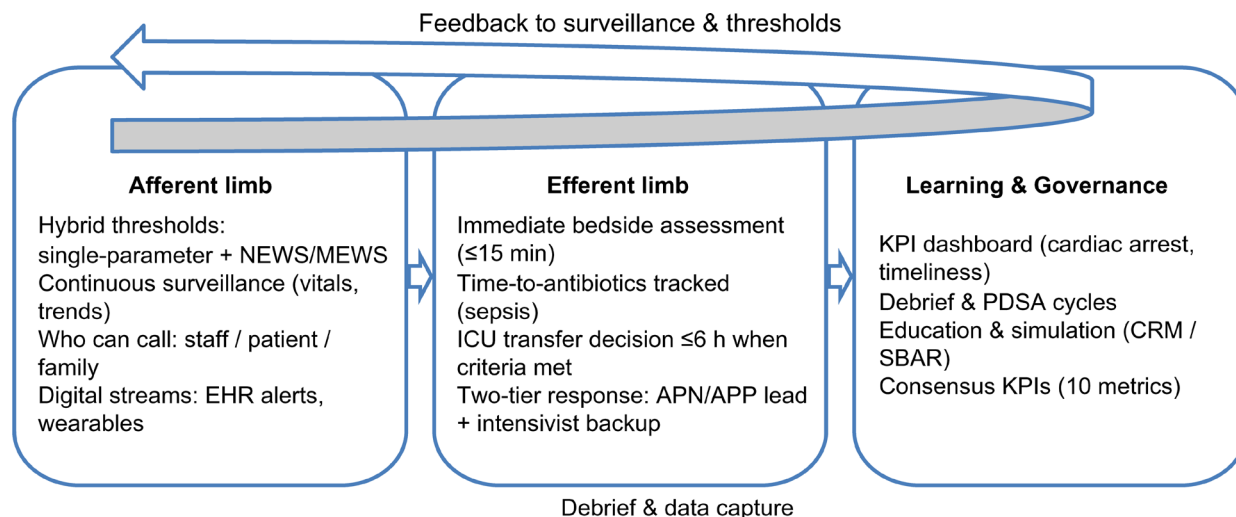 Feedback to surveillance & thresholds
Afferent limb
Hybrid thresholds:
single-parameter + NEWS/MEWS
Continuous surveillance (vitals,
trends)
Who can call: staff / patient /
family
Digital streams: EHR alerts,
wearables
Efferent limb
Immediate bedside assessment
(≤15 min)
Time-to-antibiotics tracked
(sepsis)
ICU transfer decision ≤6 h when
criteria met
Two-tier response: APN/APP lead
+ intensivist backup
Learning & Governance
KPI dashboard (cardiac arrest,
timeliness)
Debrief & PDSA cycles
Education & simulation (CRM /
SBAR)
Consensus KPIs (10 metrics)
Debrief & data capture